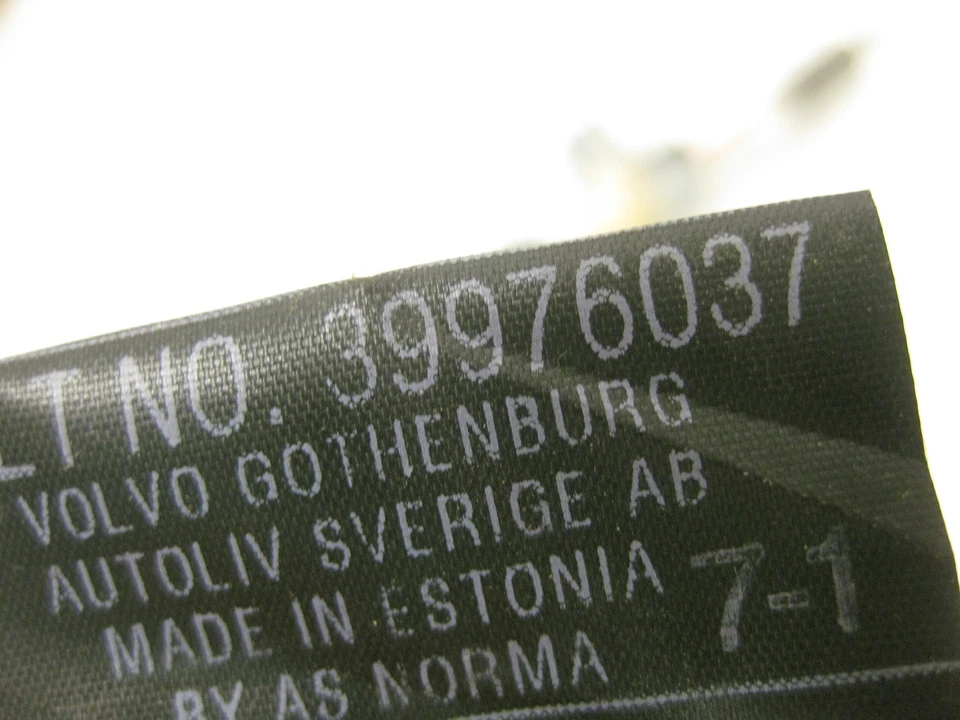 LT NO. 39976037
VOLVO GOTHENBURG
AUTOLIV SVERIGE AB
MADE IN ESTONIA 7-1
BY AS NORMA